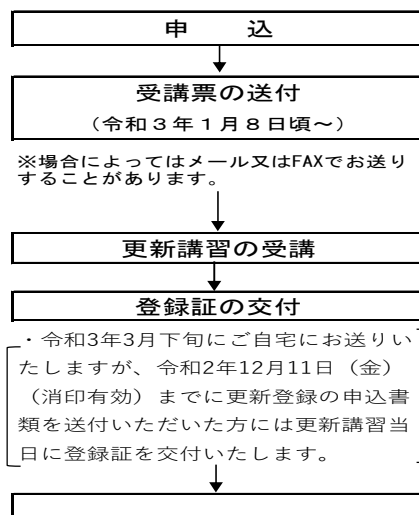 申　　込
受講票の送付
（令和３年１月８日頃～）
※場合によってはメール又はFAXでお送り
することがあります。
更新講習の受講
登録証の交付
・令和3年3月下旬にご自宅にお送りい
たしますが、令和2年12月11日（金）
（消印有効）までに更新登録の申込書
類を送付いただいた方には更新講習当
日に登録証を交付いたします。